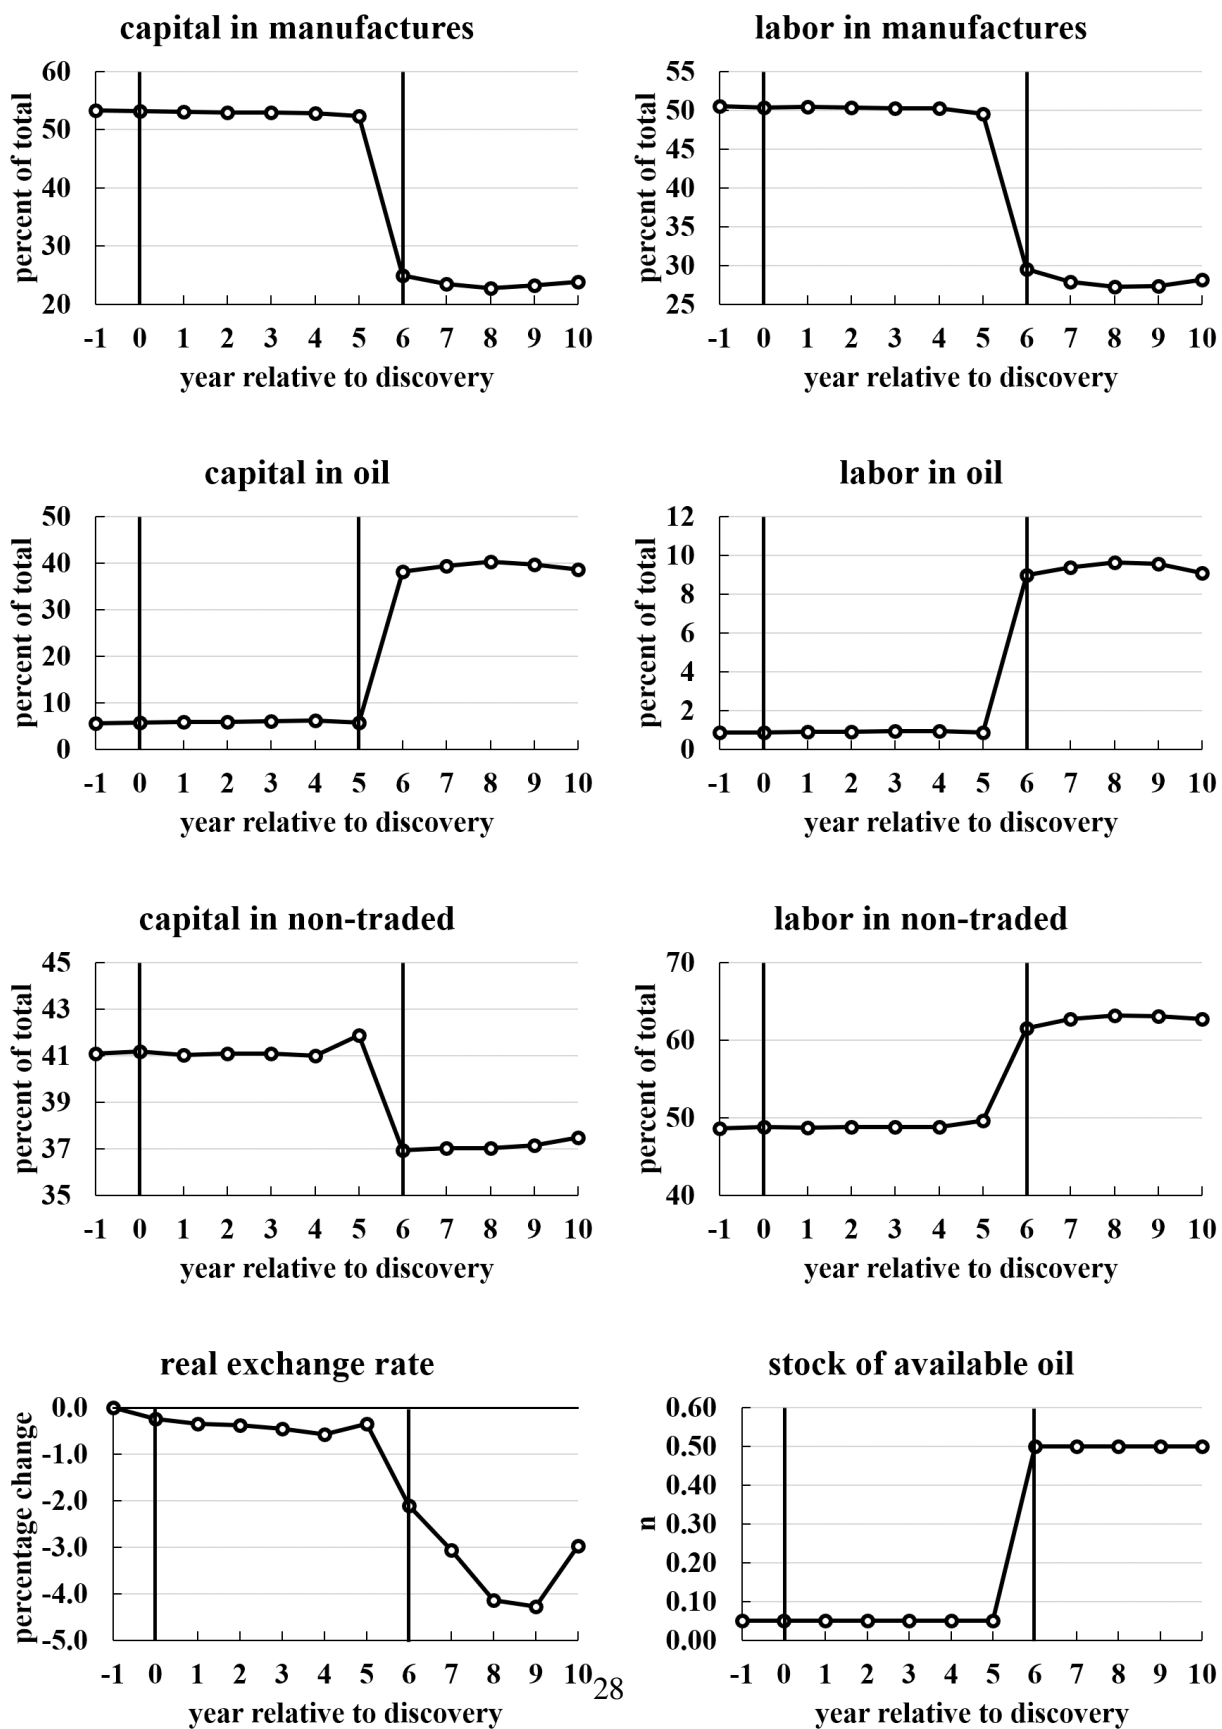 capital in manufactures
percent of total
60
50
40
30
20
-1 0 1 2 3 4 5 6 7 8 9 10
year relative to discovery
labor in manufactures
percent of total
55
50
45
40
35
30
25
-1 0 1 2 3 4 5 6 7 8 9 10
year relative to discovery
capital in oil
percent of total
50
40
30
20
10
0
-1 0 1 2 3 4 5 6 7 8 9 10
year relative to discovery
labor in oil
percent of total
12
10
8
6
4
2
0
-1 0 1 2 3 4 5 6 7 8 9 10
year relative to discovery
capital in non-traded
percent of total
45
43
41
39
37
35
-1 0 1 2 3 4 5 6 7 8 9 10
year relative to discovery
labor in non-traded
percent of total
70
60
50
40
-1 0 1 2 3 4 5 6 7 8 9 10
year relative to discovery
real exchange rate
percentage change
0.0
-1.0
-2.0
-3.0
-4.0
-5.0
-1 0 1 2 3 4 5 6 7 8 9 10
year relative to discovery
stock of available oil
n
0.60
0.50
0.40
0.30
0.20
0.10
0.00
-1 0 1 2 3 4 5 6 7 8 9 10
year relative to discovery
28